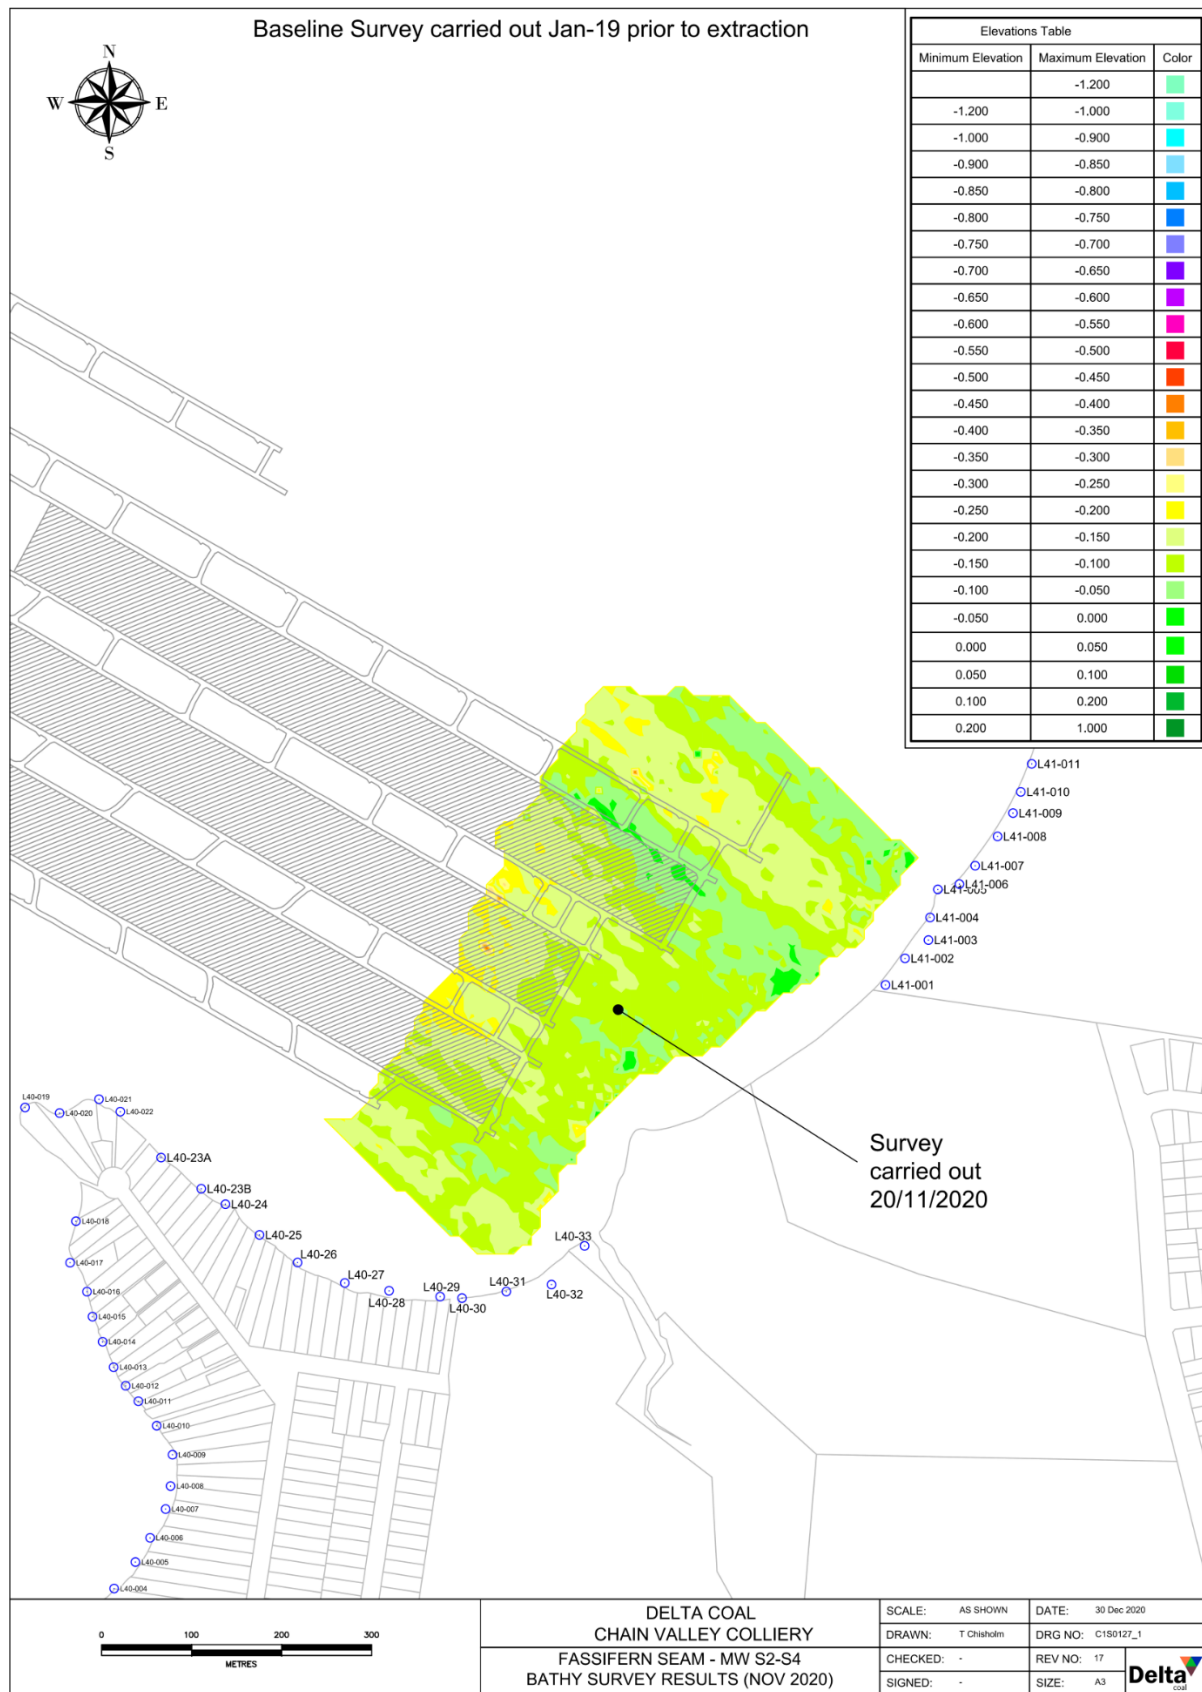 Baseline Survey carried out Jan-19 prior to extraction
N
W E
S
Elevations Table
Minimum Elevation Maximum Elevation Color
-1.200
-1.200 -1.000
-1.000 -0.900
-0.900 -0.850
-0.850 -0.800
-0.800 -0.750
-0.750 -0.700
-0.700 -0.650
-0.650 -0.600
-0.600 -0.550
-0.550 -0.500
-0.500 -0.450
-0.450 -0.400
-0.400 -0.350
-0.350 -0.300
-0.300 -0.250
-0.250 -0.200
-0.200 -0.150
-0.150 -0.100
-0.100 -0.050
-0.050 0.000
0.000 0.050
0.050 0.100
0.100 0.200
0.200 1.000
L41-011
L41-010
L41-009
L41-008
L41-007
L41-006
L41-005
L41-004
L41-003
L41-002
L41-001
Survey
carried out
20/11/2020
L40-019
L40-020
L40-021
L40-022
L40-23A
L40-23B
L40-24
L40-25
L40-26
L40-27
L40-28
L40-29
L40-30
L40-31
L40-32
L40-33
L40-018
L40-017
L40-016
L40-015
L40-014
L40-013
L40-012
L40-011
L40-010
L40-009
L40-008
L40-007
L40-006
L40-005
L40-004
0 100 200 300
METRES
DELTA COAL
CHAIN VALLEY COLLIERY
FASSIFERN SEAM - MW S2-S4
BATHY SURVEY RESULTS (NOV 2020)
SCALE: AS SHOWN DATE: 30 Dec 2020
DRAWN: T Chisholm DRG NO: C1S0127_1
CHECKED: - REV NO: 17
SIGNED: - SIZE: A3
Delta
coal